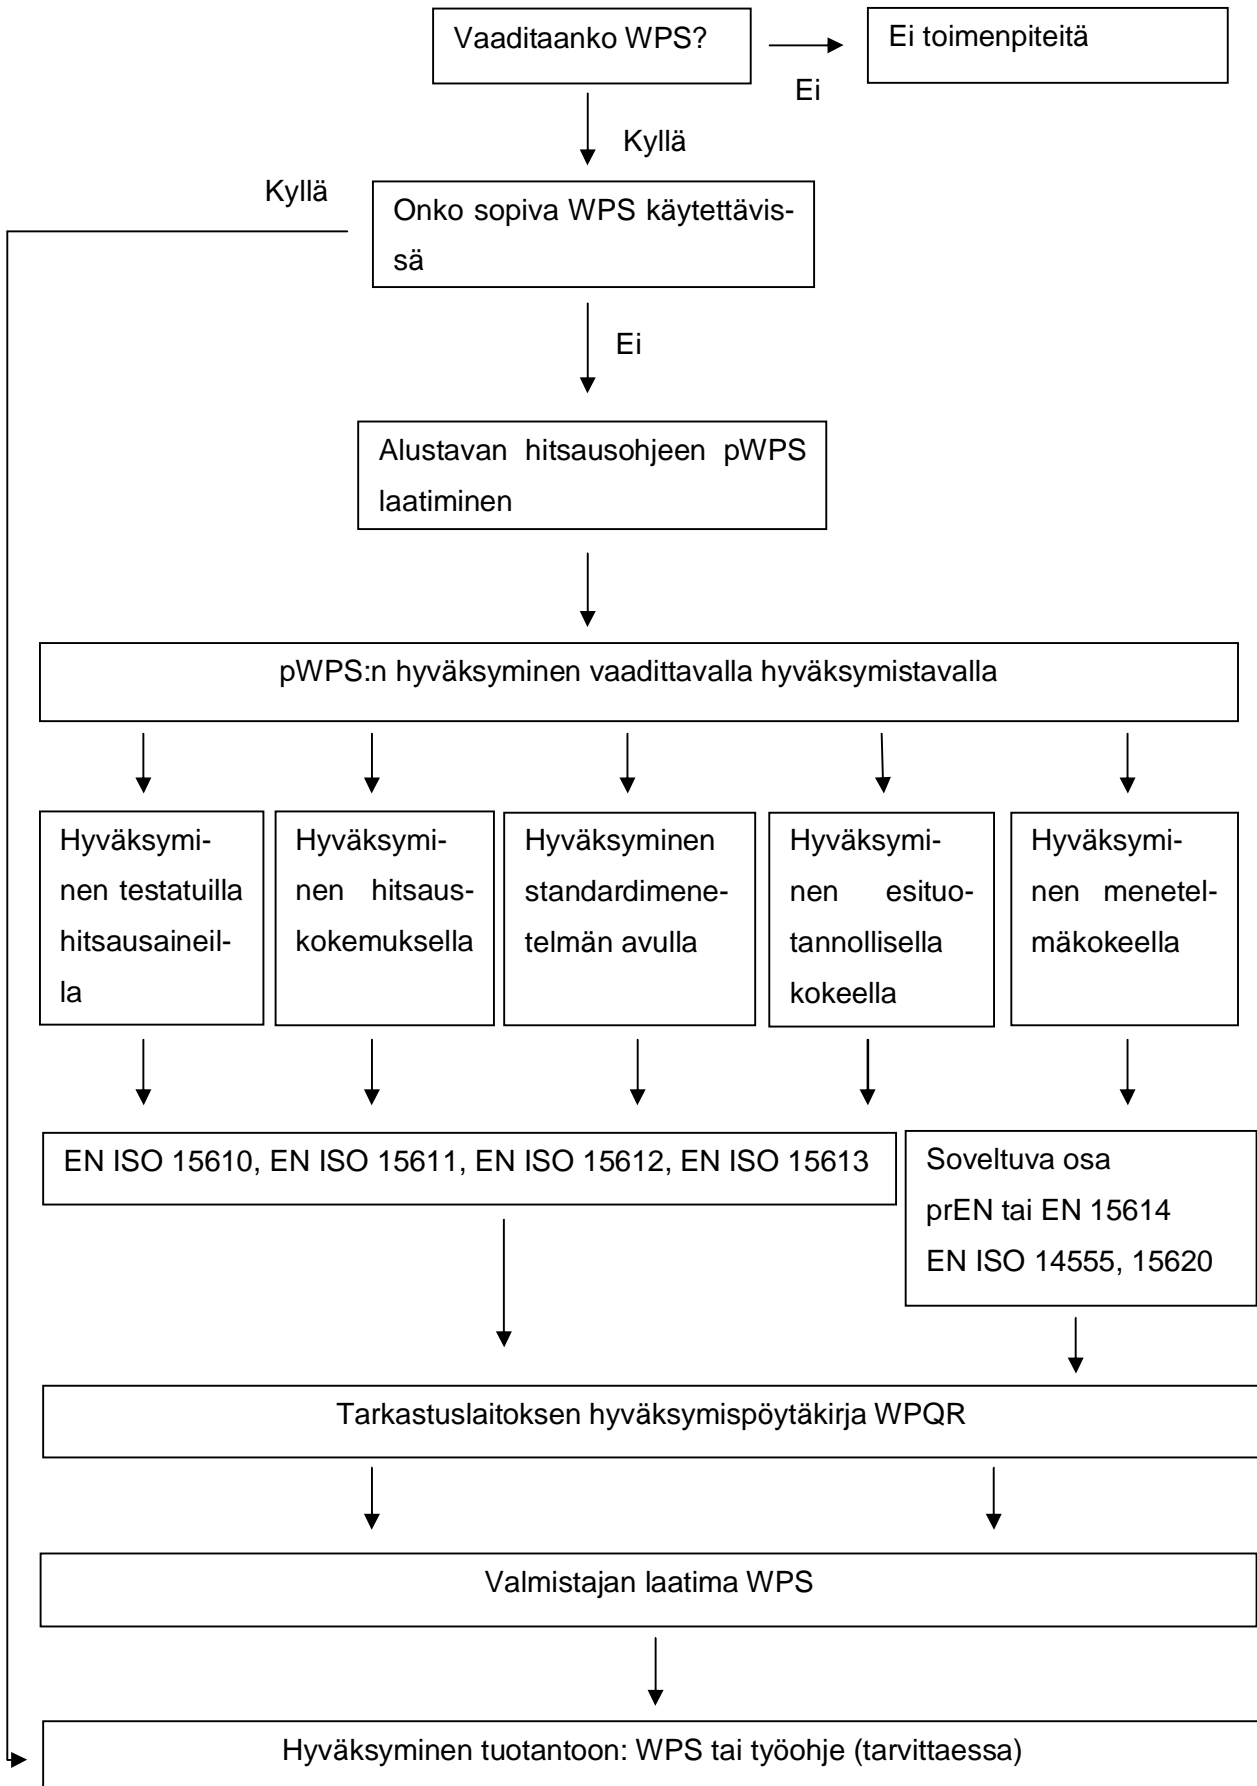 Vaaditaanko WPS?
Ei toimenpiteitä
Ei
Kyllä
Kyllä
Onko sopiva WPS käytettävis-
sä
Ei
Alustavan hitsausohjeen pWPS
laatiminen
pWPS:n hyväksyminen vaadittavalla hyväksymistavalla
Hyväksymi-
nen testatuilla
hitsausaineil-
la
Hyväksymi-
nen hitsaus-
kokemuksella
Hyväksyminen
standardimene-
telmän avulla
Hyväksymi-
nen esituo-
tannollisella
kokeella
Hyväksymi-
nen menetel-
mäkokeella
EN ISO 15610, EN ISO 15611, EN ISO 15612, EN ISO 15613
Soveltuva osa
prEN tai EN 15614
EN ISO 14555, 15620
Tarkastuslaitoksen hyväksymispöytäkirja WPQR
Valmistajan laatima WPS
Hyväksyminen tuotantoon: WPS tai työohje (tarvittaessa)